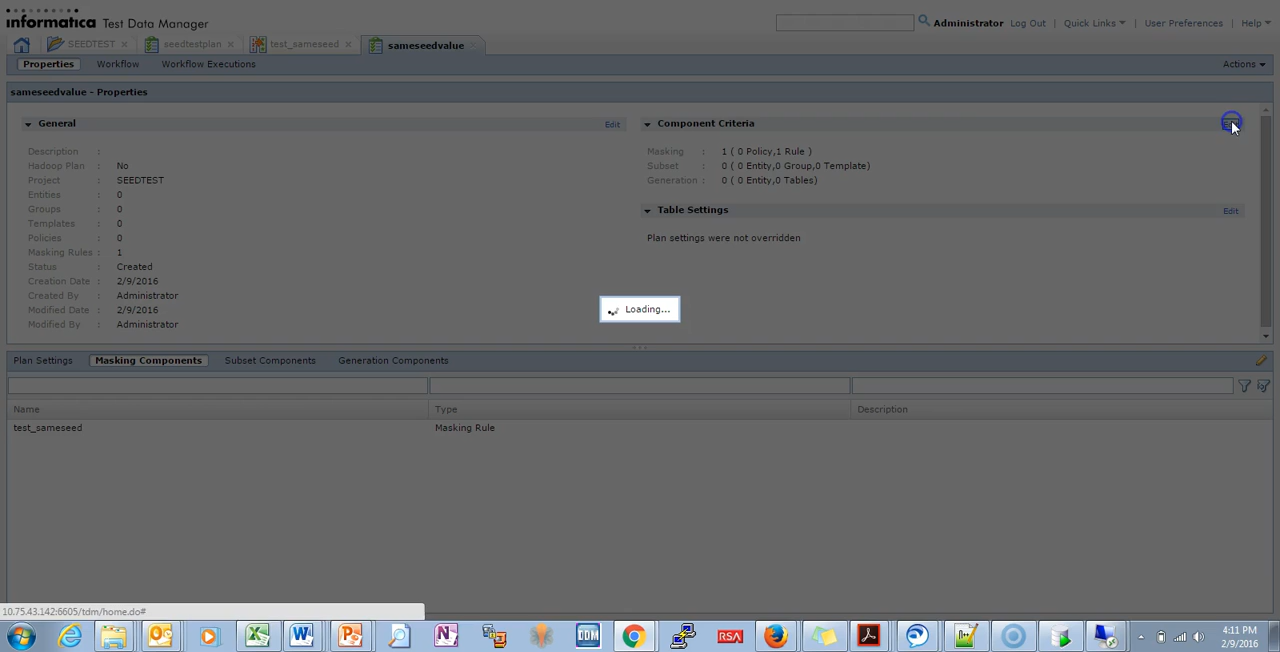 informatica Test Data Manager
Administrator Log Out Quick Links User Preferences Help
SEEDTEST seedtestplan test_sameseed sameseedvalue
Properties Workflow Workflow Executions Actions
sameseedvalue - Properties
General Edit
Description :
Hadoop Plan : No
Project : SEEDTEST
Entities : 0
Groups : 0
Templates : 0
Policies : 0
Masking Rules : 1
Status : Created
Creation Date : 2/9/2016
Created By : Administrator
Modified Date : 2/9/2016
Modified By : Administrator
Component Criteria
Masking : 1 ( 0 Policy,1 Rule )
Subset : 0 ( 0 Entity,0 Group,0 Template)
Generation : 0 ( 0 Entity,0 Tables)
Table Settings Edit
Plan settings were not overridden
Loading...
Plan Settings Masking Components Subset Components Generation Components
Name Type Description
test_sameseed Masking Rule
10.75.43.142:6605/tdm/home.do#
DDM RSA
4:11 PM
2/9/2016